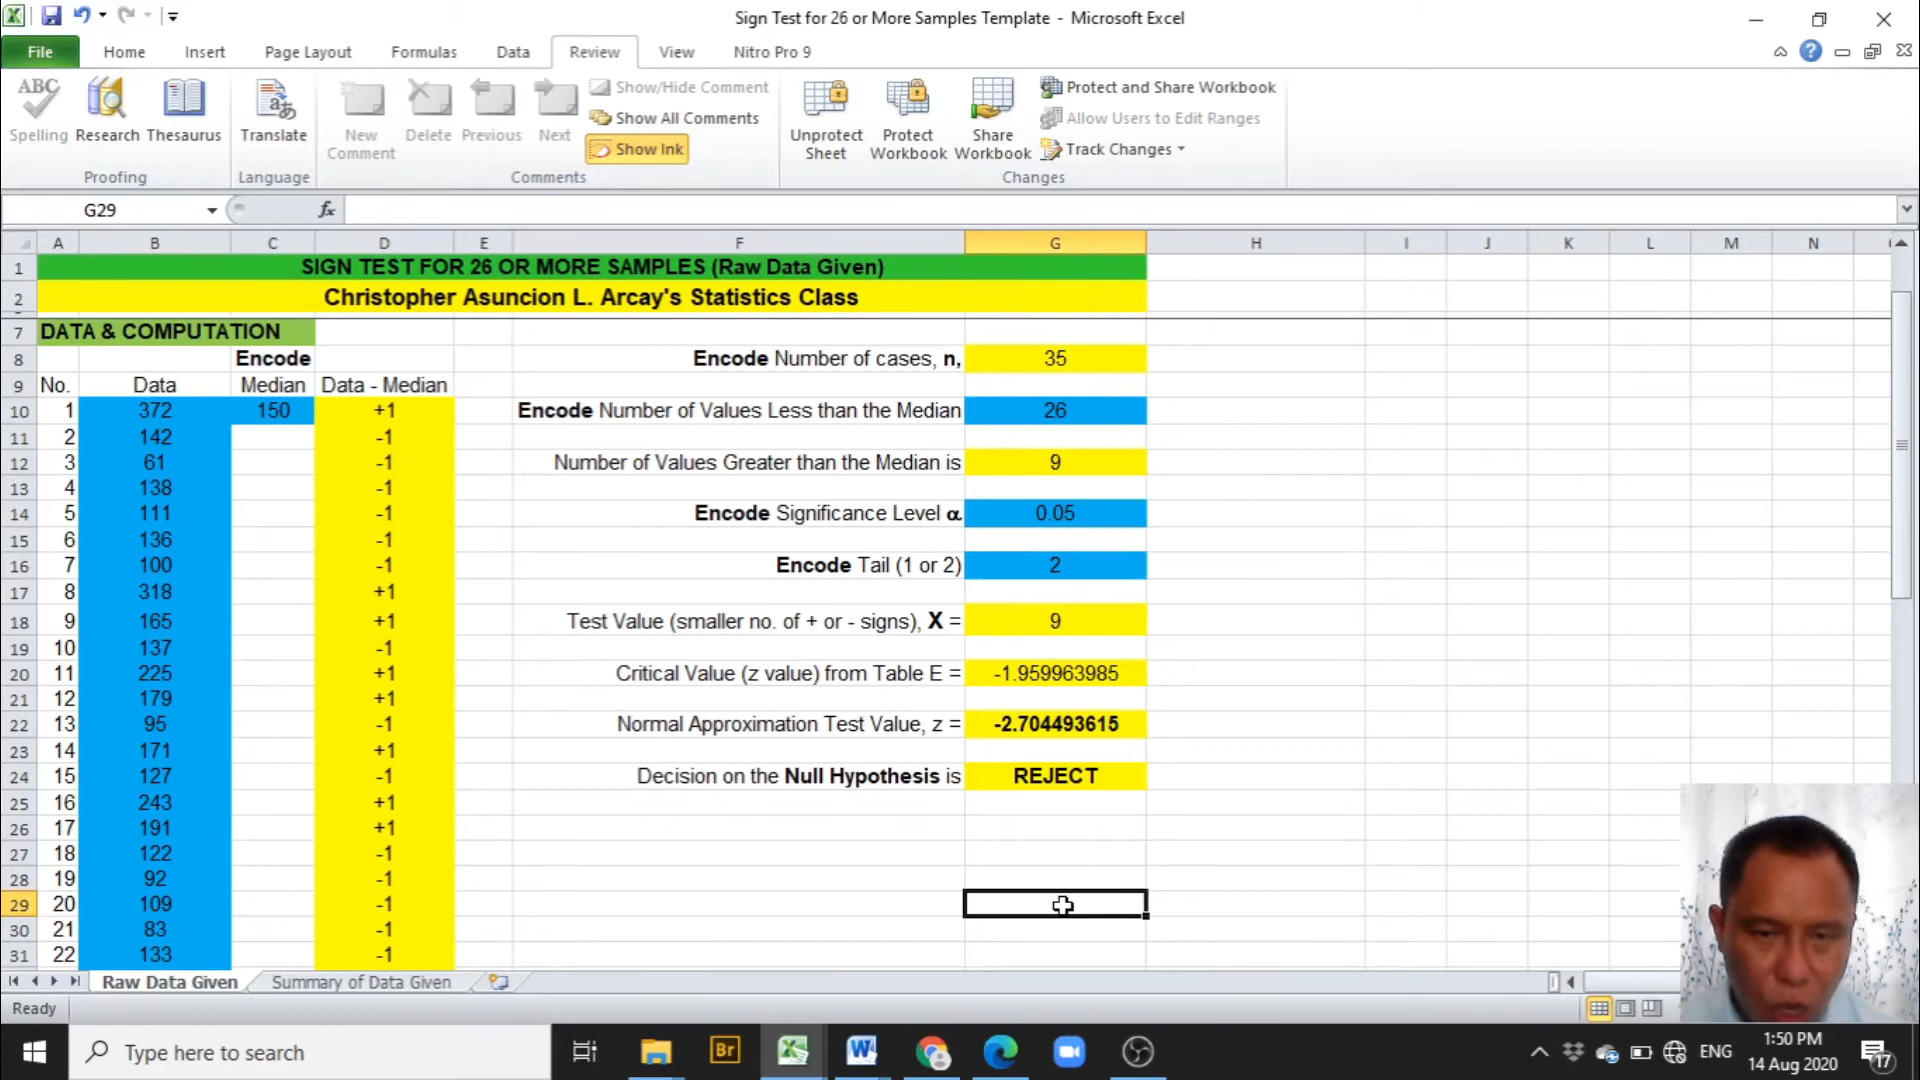 Sign Test for 26 or More Samples Template - Microsoft Excel
File Home Insert Page Layout Formulas Data Review View Nitro Pro 9
ABC Show/Hide Comment Protect and Share Workbook
Show All Comments Allow Users to Edit Ranges
Spelling Research Thesaurus Translate New Comment Delete Previous Next Show Ink Unprotect Sheet Protect Workbook Share Workbook Track Changes
Proofing Language Comments Changes
G29 fx
A B C D E F G H I J K L M N
1 SIGN TEST FOR 26 OR MORE SAMPLES (Raw Data Given)
2 Christopher Asuncion L. Arcay's Statistics Class
7 DATA & COMPUTATION
8 Encode Encode Number of cases, n, 35
9 No. Data Median Data - Median
10 1 372 150 +1 Encode Number of Values Less than the Median 26
11 2 142 -1
12 3 61 -1 Number of Values Greater than the Median is 9
13 4 138 -1
14 5 111 -1 Encode Significance Level α 0.05
15 6 136 -1
16 7 100 -1 Encode Tail (1 or 2) 2
17 8 318 +1
18 9 165 +1 Test Value (smaller no. of + or - signs), X = 9
19 10 137 -1
20 11 225 +1 Critical Value (z value) from Table E = -1.959963985
21 12 179 +1
22 13 95 -1 Normal Approximation Test Value, z = -2.704493615
23 14 171 +1
24 15 127 -1 Decision on the Null Hypothesis is REJECT
25 16 243 +1
26 17 191 +1
27 18 122 -1
28 19 92 -1
29 20 109 -1
30 21 83 -1
31 22 133 -1
Raw Data Given Summary of Data Given
Ready
Type here to search Br ENG 1:50 PM
14 Aug 2020 17